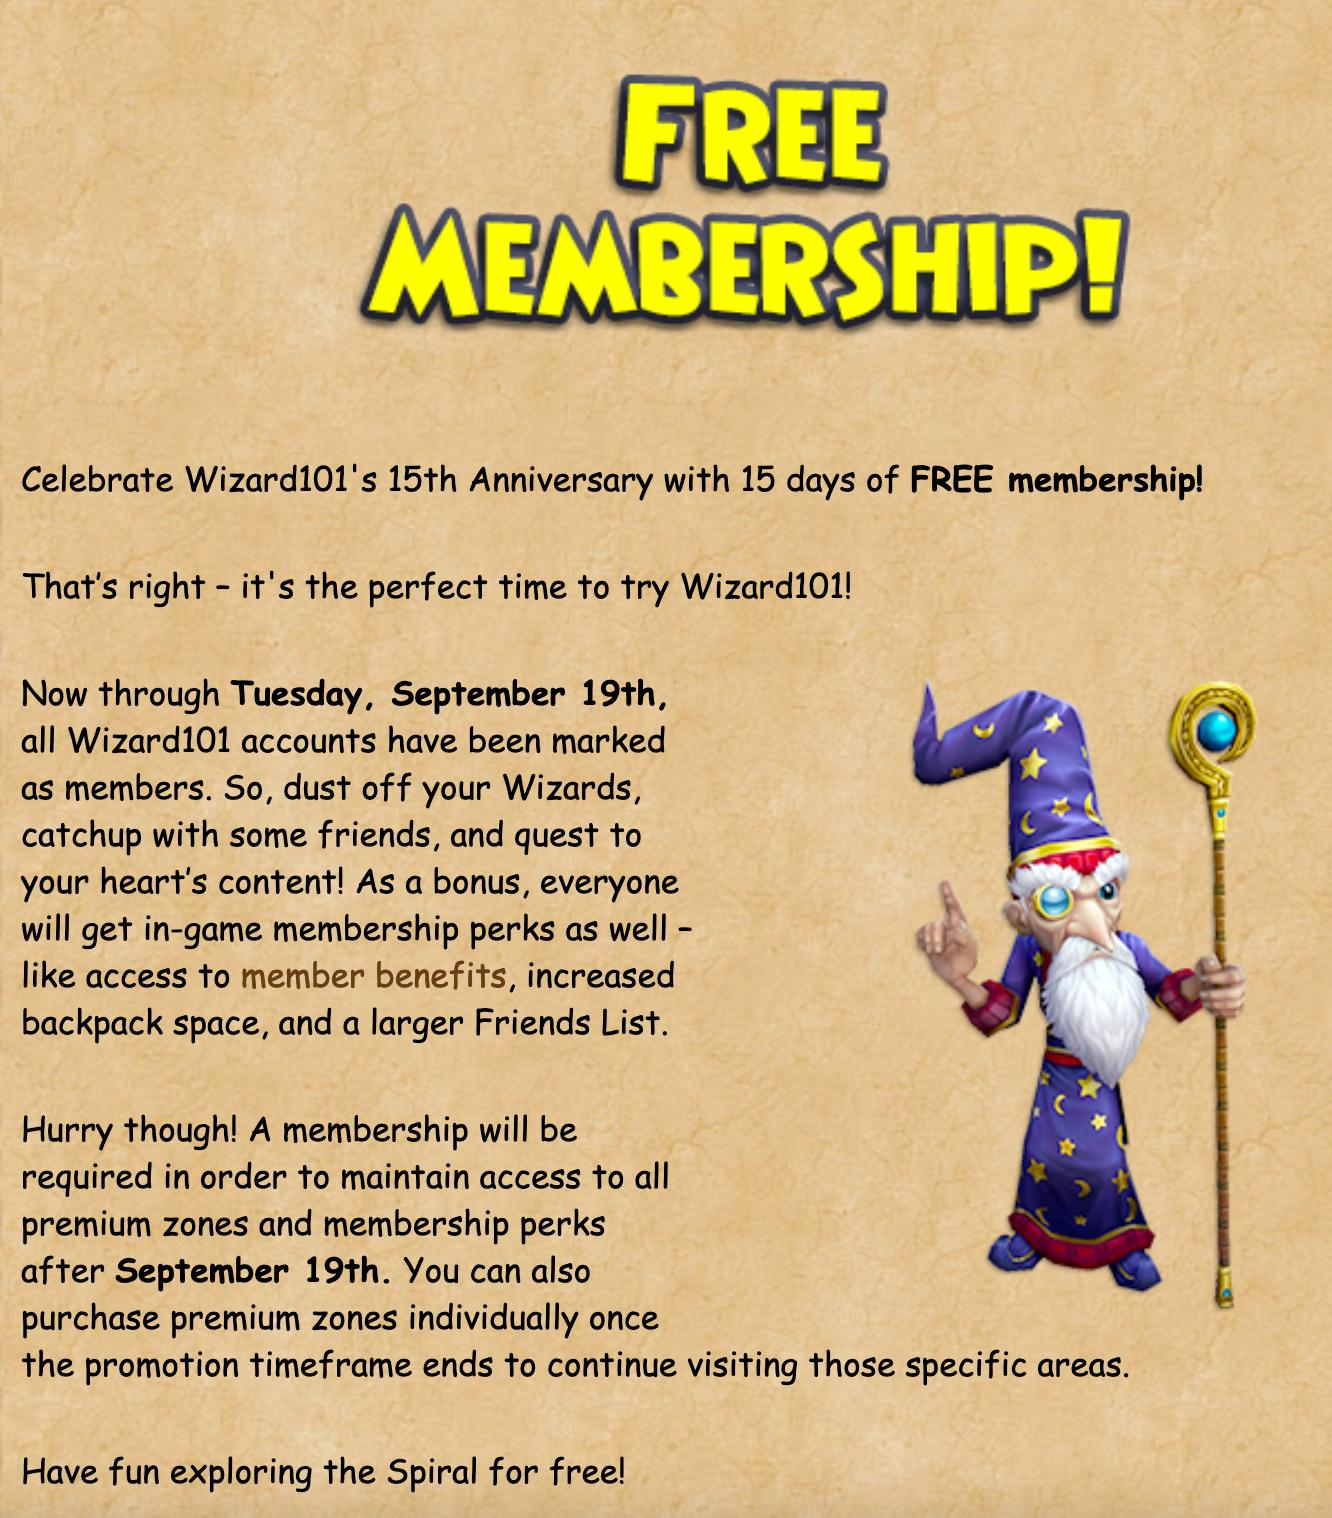 FREE
MEMBERSHIP!
Celebrate Wizard101's 15th Anniversary with 15 days of FREE membership!
That’s right – it's the perfect time to try Wizard101!
Now through Tuesday, September 19th,
all Wizard101 accounts have been marked
as members. So, dust off your Wizards,
catchup with some friends, and quest to
your heart’s content! As a bonus, everyone
will get in-game membership perks as well –
like access to member benefits, increased
backpack space, and a larger Friends List.
Hurry though! A membership will be
required in order to maintain access to all
premium zones and membership perks
after September 19th. You can also
purchase premium zones individually once
the promotion timeframe ends to continue visiting those specific areas.
Have fun exploring the Spiral for free!